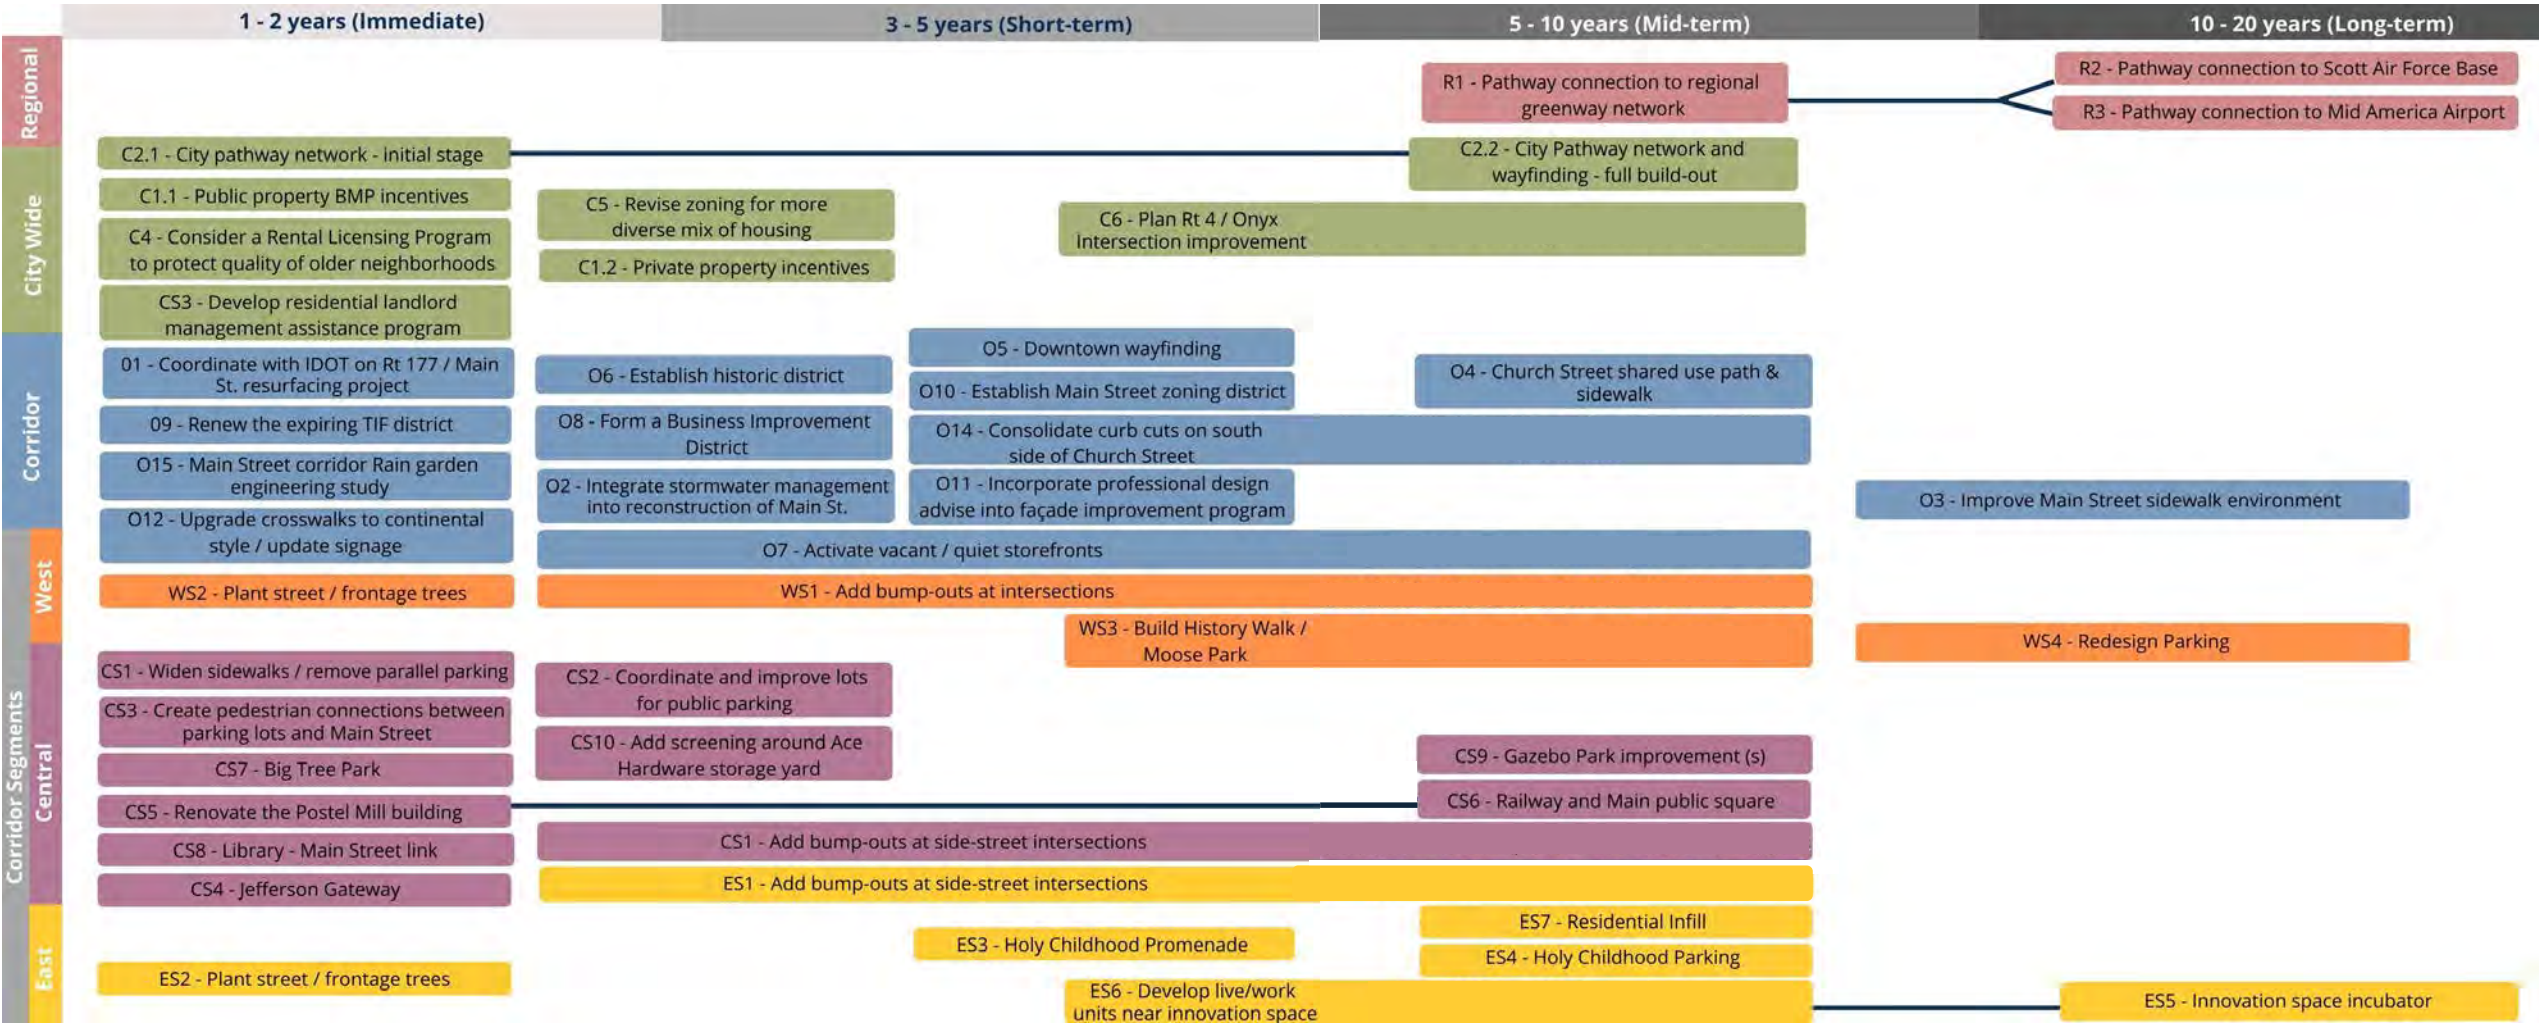 1 - 2 years (Immediate)
3 - 5 years (Short-term)
5 - 10 years (Mid-term)
10 - 20 years (Long-term)
Regional
R1 - Pathway connection to regional
greenway network
R2 - Pathway connection to Scott Air Force Base
R3 - Pathway connection to Mid America Airport
City Wide
C2.1 - City pathway network - initial stage
C1.1 - Public property BMP incentives
C4 - Consider a Rental Licensing Program
to protect quality of older neighborhoods
CS3 - Develop residential landlord
management assistance program
C5 - Revise zoning for more
diverse mix of housing
C1.2 - Private property incentives
C2.2 - City Pathway network and
wayfinding - full build-out
C6 - Plan Rt 4 / Onyx
Intersection improvement
Corridor
01 - Coordinate with IDOT on Rt 177 / Main
St. resurfacing project
09 - Renew the expiring TIF district
O15 - Main Street corridor Rain garden
engineering study
O12 - Upgrade crosswalks to continental
style / update signage
O6 - Establish historic district
O8 - Form a Business Improvement
District
O2 - Integrate stormwater management
into reconstruction of Main St.
O5 - Downtown wayfinding
O10 - Establish Main Street zoning district
O14 - Consolidate curb cuts on south
side of Church Street
O11 - Incorporate professional design
advise into façade improvement program
O7 - Activate vacant / quiet storefronts
O4 - Church Street shared use path &
sidewalk
O3 - Improve Main Street sidewalk environment
Corridor Segments
West
WS2 - Plant street / frontage trees
WS1 - Add bump-outs at intersections
WS3 - Build History Walk /
Moose Park
WS4 - Redesign Parking
Central
CS1 - Widen sidewalks / remove parallel parking
CS3 - Create pedestrian connections between
parking lots and Main Street
CS7 - Big Tree Park
CS5 - Renovate the Postel Mill building
CS8 - Library - Main Street link
CS4 - Jefferson Gateway
CS2 - Coordinate and improve lots
for public parking
CS10 - Add screening around Ace
Hardware storage yard
CS9 - Gazebo Park improvement (s)
CS6 - Railway and Main public square
CS1 - Add bump-outs at side-street intersections
East
ES1 - Add bump-outs at side-street intersections
ES2 - Plant street / frontage trees
ES3 - Holy Childhood Promenade
ES7 - Residential Infill
ES4 - Holy Childhood Parking
ES6 - Develop live/work
units near innovation space
ES5 - Innovation space incubator